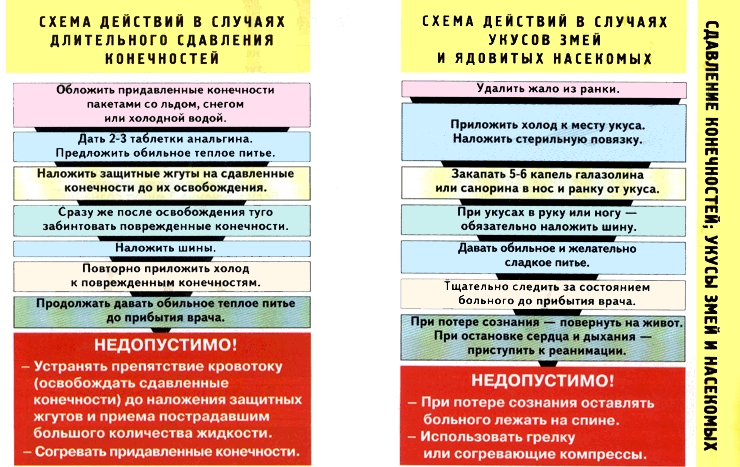 СХЕМА ДЕЙСТВИЙ В СЛУЧАЯХ
ДЛИТЕЛЬНОГО СДАВЛЕНИЯ
КОНЕЧНОСТЕЙ
Обложить придавленные конечности
пакетами со льдом, снегом
или холодной водой.
Дать 2-3 таблетки анальгина.
Предложить обильное теплое питье.
Наложить защитные жгуты на сдавленные
конечности до их освобождения.
Сразу же после освобождения туго
забинтовать поврежденные конечности.
Наложить шины.
Повторно приложить холод
к поврежденным конечностям.
Продолжать давать обильное теплое питье
до прибытия врача.
НЕДОПУСТИМО!
– Устранять препятствие кровотоку
(освобождать сдавленные
конечности) до наложения защитных
жгутов и приема пострадавшим
большого количества жидкости.
– Согревать придавленные конечности.
СХЕМА ДЕЙСТВИЙ В СЛУЧАЯХ
УКУСОВ ЗМЕЙ
И ЯДОВИТЫХ НАСЕКОМЫХ
Удалить жало из ранки.
Приложить холод к месту укуса.
Наложить стерильную повязку.
Закапать 5-6 капель галазолина
или санорина в нос и ранку от укуса.
При укусах в руку или ногу —
обязательно наложить шину.
Давать обильное и желательно
сладкое питье.
Тщательно следить за состоянием
больного до прибытия врача.
При потере сознания — повернуть на живот.
При остановке сердца и дыхания —
приступить к реанимации.
НЕДОПУСТИМО!
– При потере сознания оставлять
больного лежать на спине.
– Использовать грелку
или согревающие компрессы.
СДАВЛЕНИЕ КОНЕЧНОСТЕЙ; УКУСЫ ЗМЕЙ И НАСЕКОМЫХ